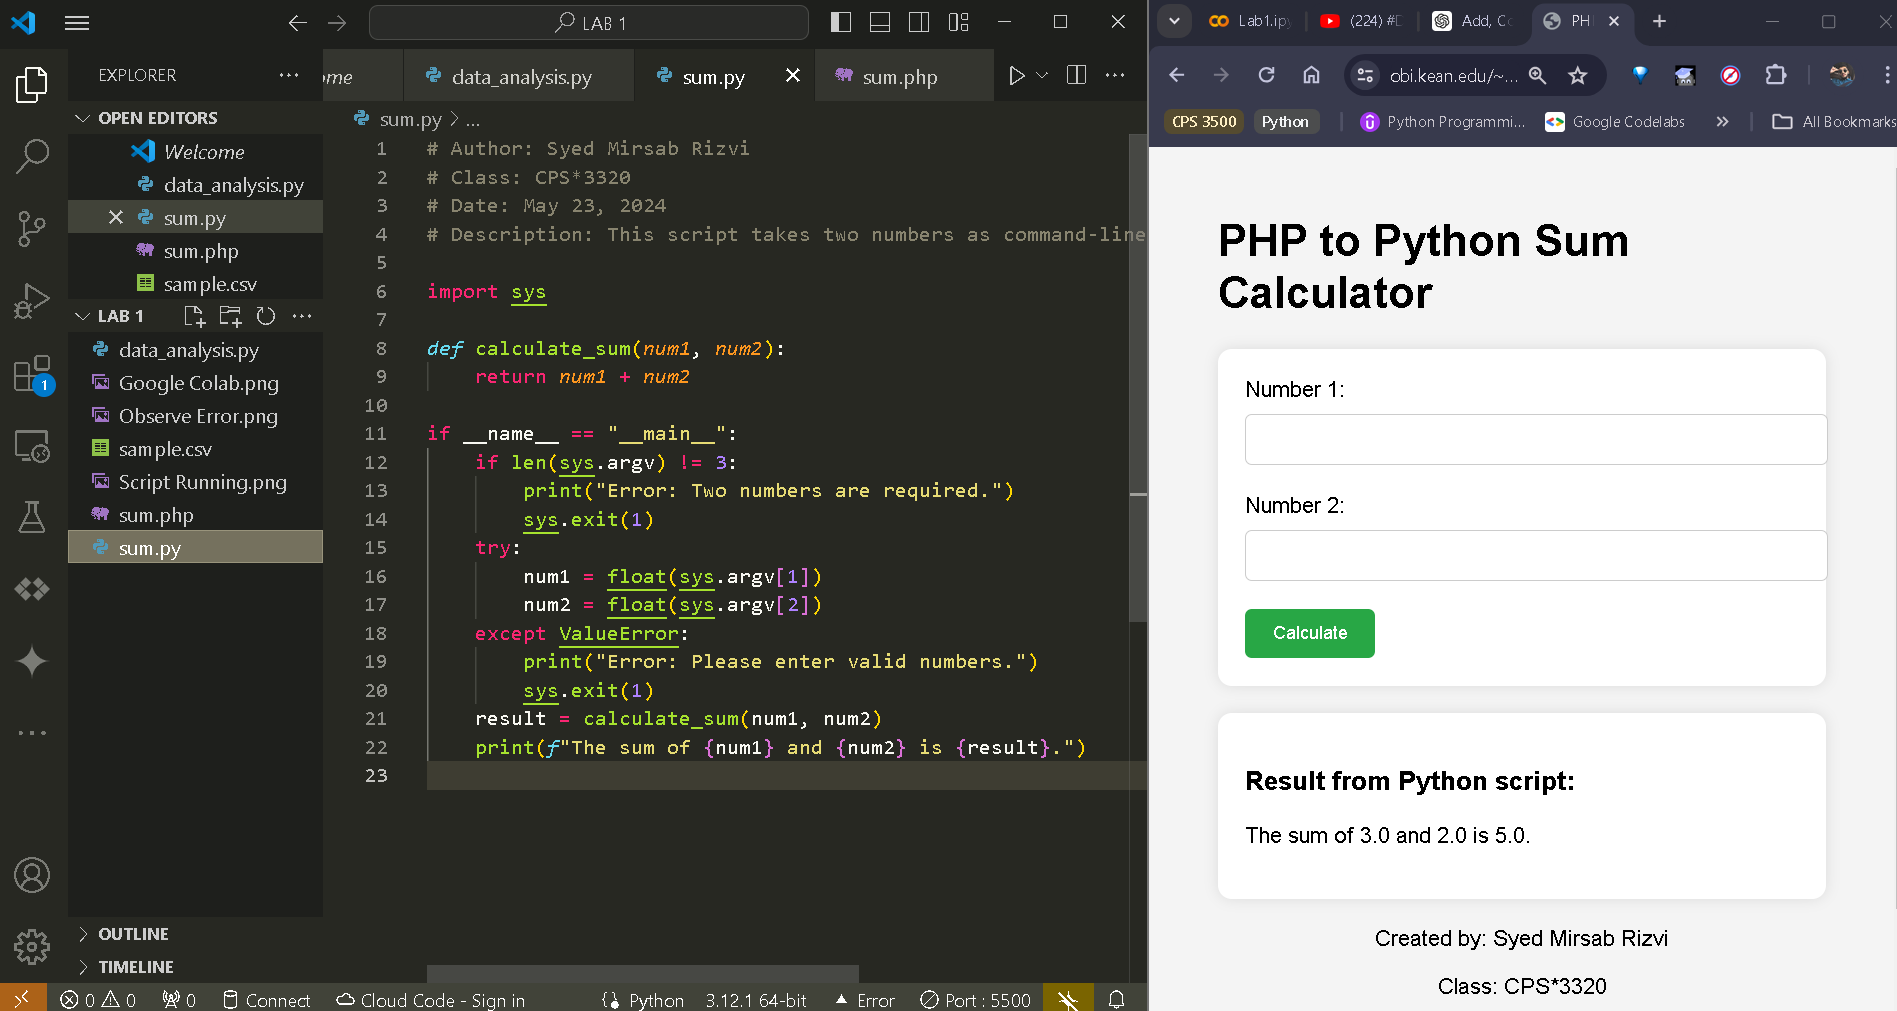 LAB 1
EXPLORER
ome
data_analysis.py
sum.py
sum.php
OPEN EDITORS
Welcome
data_analysis.py
sum.py
sum.php
sample.csv
LAB 1
data_analysis.py
Google Colab.png
Observe Error.png
sample.csv
Script Running.png
sum.php
sum.py
OUTLINE
TIMELINE
1
sum.py > ...
1 # Author: Syed Mirsab Rizvi
2 # Class: CPS*3320
3 # Date: May 23, 2024
4 # Description: This script takes two numbers as command-line
5
6 import sys
7
8 def calculate_sum(num1, num2):
9 return num1 + num2
10
11 if __name__ == "__main__":
12 if len(sys.argv) != 3:
13 print("Error: Two numbers are required.")
14 sys.exit(1)
15 try:
16 num1 = float(sys.argv[1])
17 num2 = float(sys.argv[2])
18 except ValueError:
19 print("Error: Please enter valid numbers.")
20 sys.exit(1)
21 result = calculate_sum(num1, num2)
22 print(f"The sum of {num1} and {num2} is {result}.")
23
0 0 0 Connect Cloud Code - Sign in Python 3.12.1 64-bit Error Port : 5500
Lab1.ipy (224) #D Add, Co PH
obi.kean.edu/~...
CPS 3500 Python Python Programmi... Google Codelabs » All Bookmarks
PHP to Python Sum
Calculator
Number 1:
Number 2:
Calculate
Result from Python script:
The sum of 3.0 and 2.0 is 5.0.
Created by: Syed Mirsab Rizvi
Class: CPS*3320